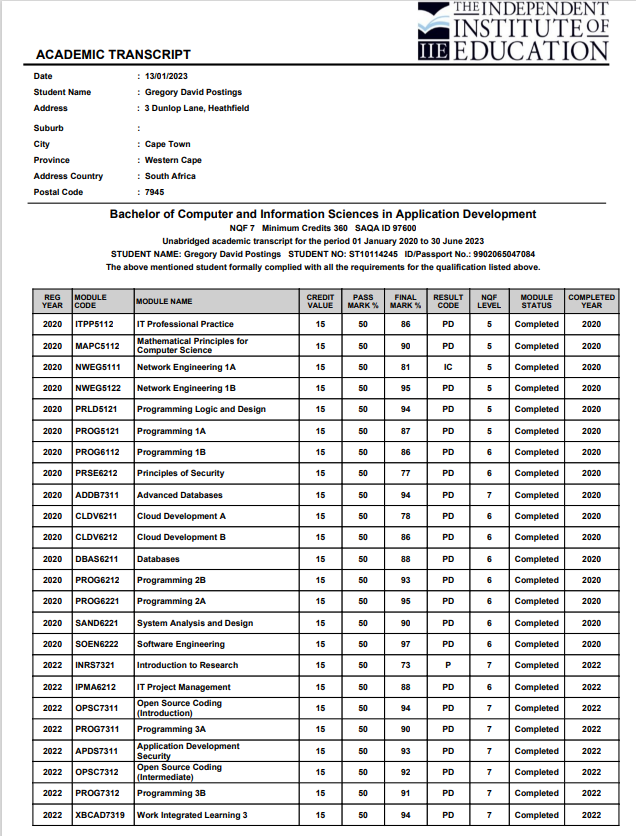 THE INDEPENDENT
INSTITUTE OF
IIE EDUCATION
ACADEMIC TRANSCRIPT
Date : 13/01/2023
Student Name : Gregory David Postings
Address : 3 Dunlop Lane, Heathfield
Suburb :
City : Cape Town
Province : Western Cape
Address Country : South Africa
Postal Code : 7945
Bachelor of Computer and Information Sciences in Application Development
NQF 7 Minimum Credits 360 SAQA ID 97600
Unabridged academic transcript for the period 01 January 2020 to 30 June 2023
STUDENT NAME: Gregory David Postings STUDENT NO: ST10114245 ID/Passport No.: 9902065047084
The above mentioned student formally complied with all the requirements for the qualification listed above.
REG YEAR MODULE CODE MODULE NAME CREDIT VALUE PASS MARK % FINAL MARK % RESULT CODE NQF LEVEL MODULE STATUS COMPLETED YEAR
2020 ITPP5112 IT Professional Practice 15 50 86 PD 5 Completed 2020
2020 MAPC5112 Mathematical Principles for Computer Science 15 50 90 PD 5 Completed 2020
2020 NWEG5111 Network Engineering 1A 15 50 81 IC 5 Completed 2020
2020 NWEG5122 Network Engineering 1B 15 50 95 PD 5 Completed 2020
2020 PRLD5121 Programming Logic and Design 15 50 94 PD 5 Completed 2020
2020 PROG5121 Programming 1A 15 50 87 PD 5 Completed 2020
2020 PROG6112 Programming 1B 15 50 86 PD 6 Completed 2020
2020 PRSE6212 Principles of Security 15 50 77 PD 6 Completed 2020
2020 ADDB7311 Advanced Databases 15 50 94 PD 7 Completed 2020
2020 CLDV6211 Cloud Development A 15 50 78 PD 6 Completed 2020
2020 CLDV6212 Cloud Development B 15 50 86 PD 6 Completed 2020
2020 DBAS6211 Databases 15 50 88 PD 6 Completed 2020
2020 PROG6212 Programming 2B 15 50 93 PD 6 Completed 2020
2020 PROG6221 Programming 2A 15 50 95 PD 6 Completed 2020
2020 SAND6221 System Analysis and Design 15 50 90 PD 6 Completed 2020
2020 SOEN6222 Software Engineering 15 50 97 PD 6 Completed 2020
2022 INRS7321 Introduction to Research 15 50 73 P 7 Completed 2022
2022 IPMA6212 IT Project Management 15 50 88 PD 6 Completed 2022
2022 OPSC7311 Open Source Coding (Introduction) 15 50 94 PD 7 Completed 2022
2022 PROG7311 Programming 3A 15 50 90 PD 7 Completed 2022
2022 APDS7311 Application Development Security 15 50 93 PD 7 Completed 2022
2022 OPSC7312 Open Source Coding (Intermediate) 15 50 92 PD 7 Completed 2022
2022 PROG7312 Programming 3B 15 50 91 PD 7 Completed 2022
2022 XBCAD7319 Work Integrated Learning 3 15 50 94 PD 7 Completed 2022